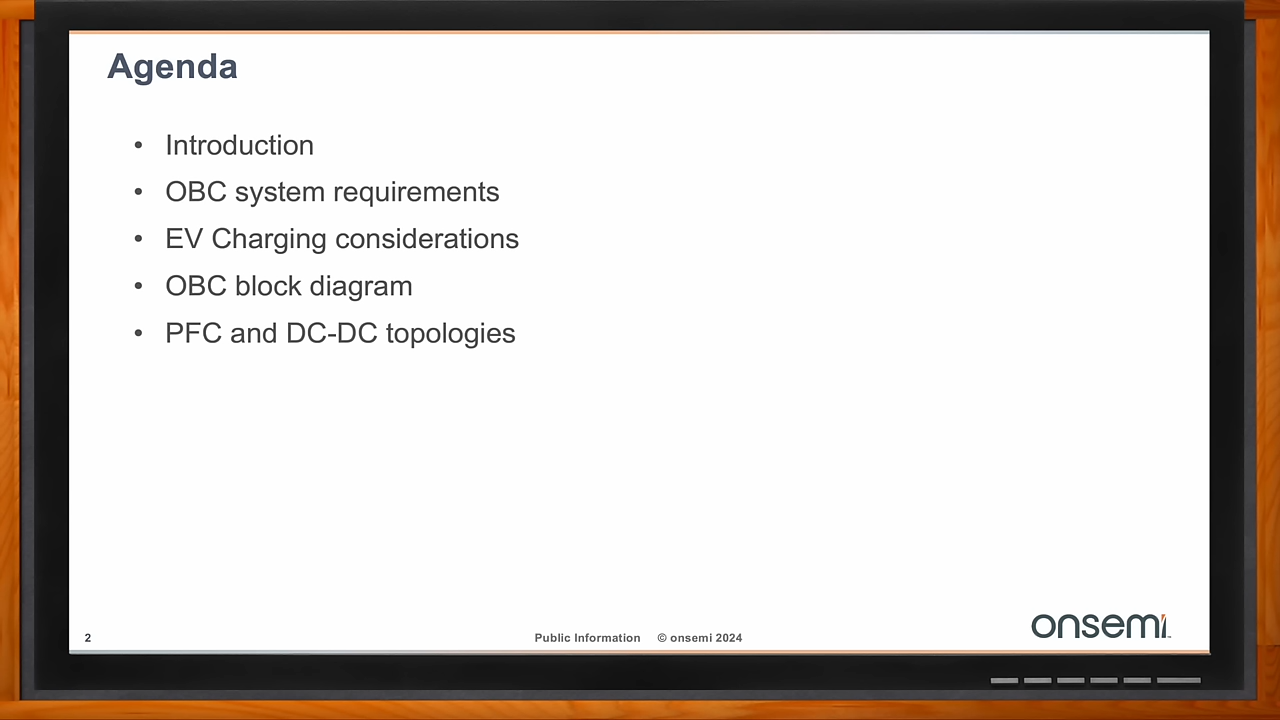 Agenda
• Introduction
• OBC system requirements
• EV Charging considerations
• OBC block diagram
• PFC and DC-DC topologies
2
Public Information © onsemi 2024
onsemi